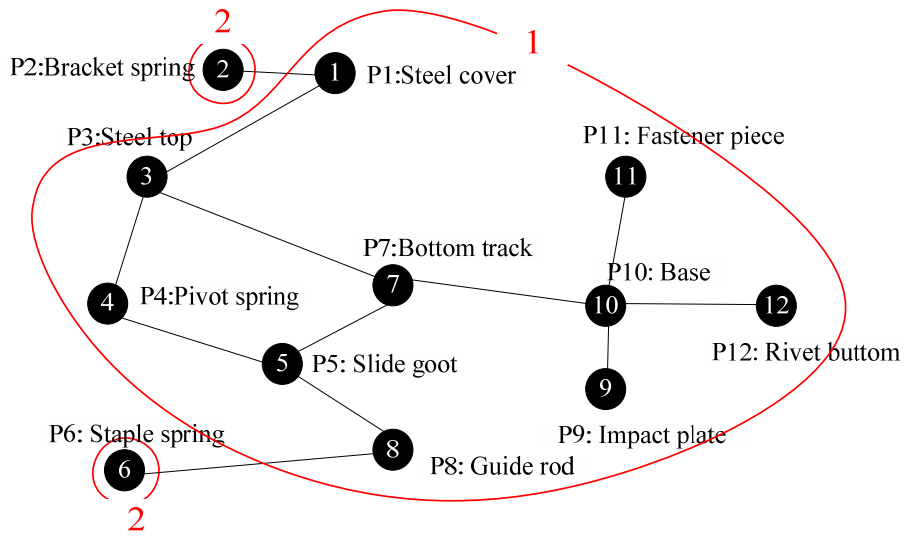 2
P2:Bracket spring
2
1
P1:Steel cover
1
P3:Steel top
3
P11: Fastener piece
11
P7:Bottom track
7
P10: Base
10
4
P4:Pivot spring
12
P12: Rivet buttom
5
P5: Slide goot
9
P9: Impact plate
P6: Staple spring
6
8
P8: Guide rod
2